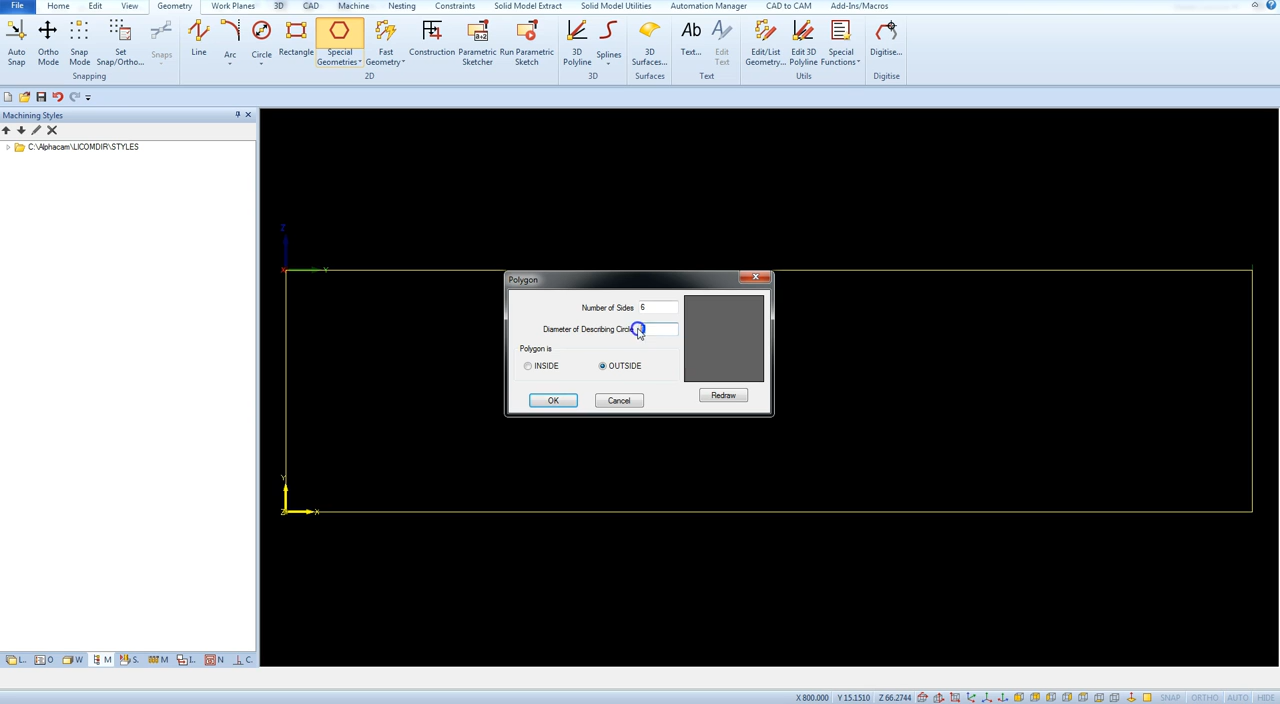 File Home Edit View Geometry Work Planes 3D CAD Machine Nesting Constraints Solid Model Extract Solid Model Utilities Automation Manager CAD to CAM Add-Ins/Macros
Auto Snap Ortho Mode Snap Mode Set Snap/Ortho... Snaps Line Arc Circle Rectangle Special Geometries Fast Geometry Construction Parametric Sketcher Run Parametric Sketch 3D Polyline Splines 3D Surfaces... Text... Edit Text Edit/List Geometry... Edit 3D Polyline Special Functions Digitise...
Snapping 2D 3D Surfaces Text Utils Digitise
Machining Styles
C:\Alphacam\LICOMDIR\STYLES
Z
X Y
Polygon
Number of Sides 6
Diameter of Describing Circle
Polygon is
INSIDE OUTSIDE
Redraw
OK Cancel
Y
Z X
L.. O W M S. M I.. N C.
X 800.000 Y 15.1510 Z 66.2744 SNAP ORTHO AUTO HIDE